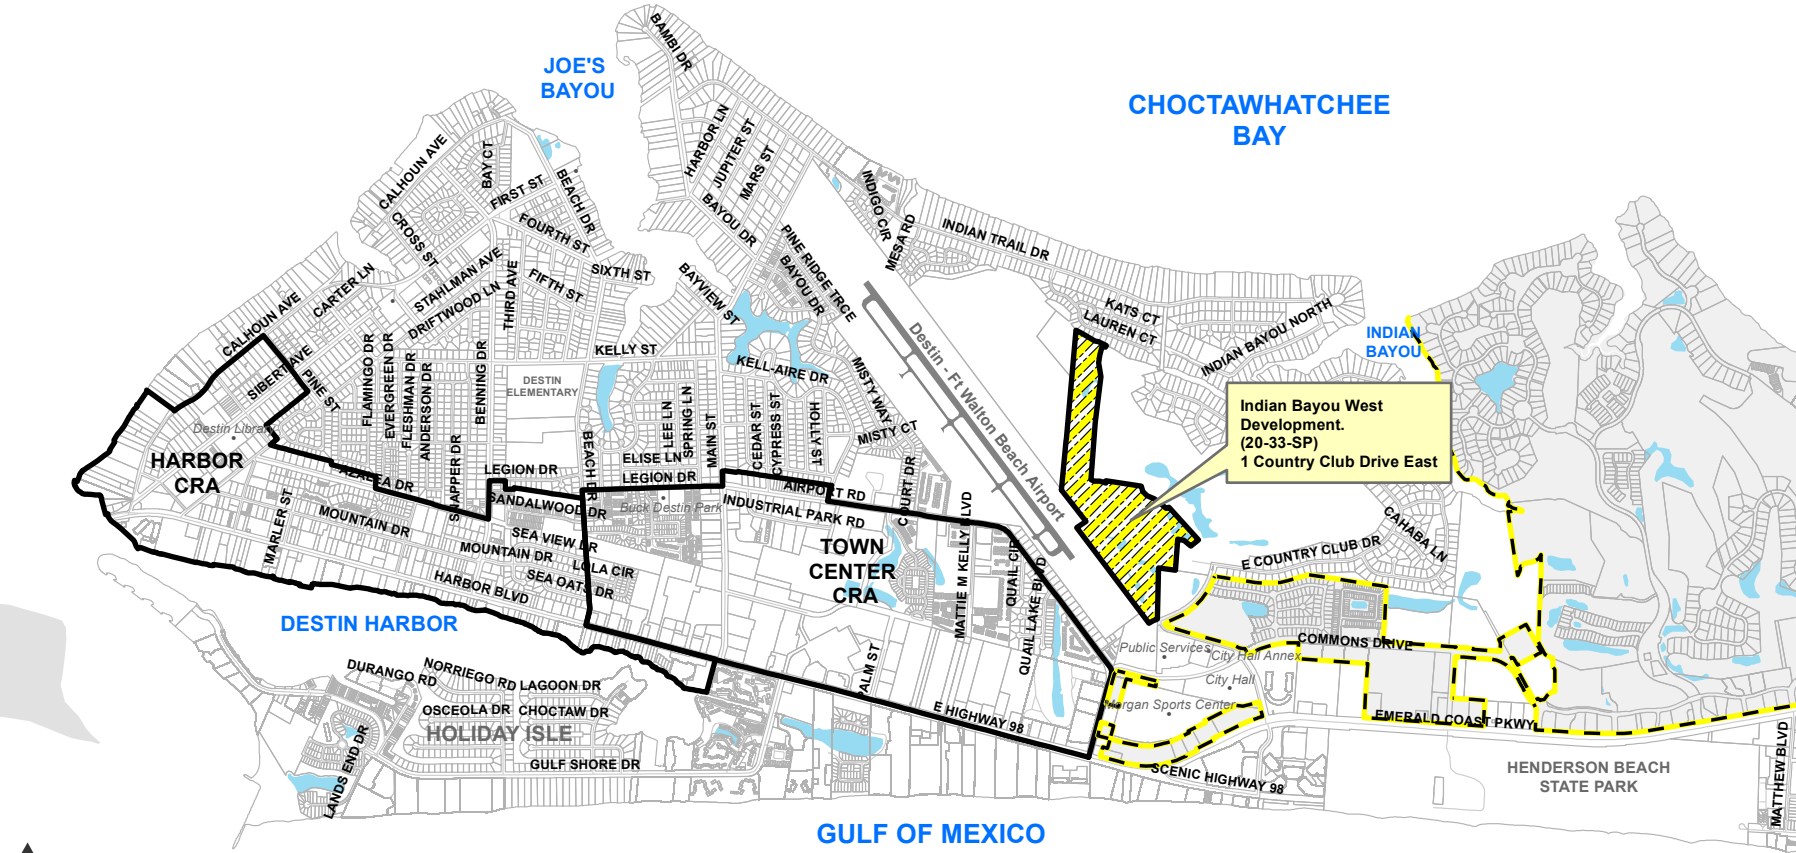 BAMBI DR
JOE'S
BAYOU
CHOCTAWHATCHEE
BAY
HARBOR LN
JUPITER ST
MARS ST
CALHOUN AVE
BAY CT
FIRST ST
BEACH DR
CROSS ST
FOURTH ST
BAYOU DR
INDIGO CIR
MESA RD
INDIAN TRAIL DR
PINE RIDGE TRCE
BAYOU DR
STAHLMAN AVE
CARTER LN
DRIFTWOOD LN
THIRD AVE
FIFTH ST
SIXTH ST
BAYVIEW ST
CALHOUN AVE
SIBERT AVE
KATS CT
LAUREN CT
INDIAN BAYOU NORTH
INDIAN
BAYOU
Destin - Ft Walton Beach Airport
KELLY ST
KELL-AIRE DR
MISTY WAY
MISTY CT
PINE ST
FLAMINGO DR
EVERGREEN DR
FLESHMAN DR
ANDERSON DR
BENNING DR
DESTIN
ELEMENTARY
LEE LN
SPRING LN
MAIN ST
CEDAR ST
CYPRESS ST
HOLLY ST
Indian Bayou West
Development.
(20-33-SP)
1 Country Club Drive East
Destin Library
HARBOR
CRA
AZALEA DR
SNAPPER DR
LEGION DR
BEACH DR
ELISE LN
LEGION DR
SANDALWOOD DR
Buck Destin Park
AIRPORT RD
INDUSTRIAL PARK RD
COURT DR
MATTIE M KELLY BLVD
QUAIL CIR
QUAIL LAKE BLVD
TOWN
CENTER
CRA
CAHABA LN
E COUNTRY CLUB DR
MARLER ST
MOUNTAIN DR
SEA VIEW DR
MOUNTAIN DR
LOLA CIR
SEA OATS DR
HARBOR BLVD
DESTIN HARBOR
COMMONS DRIVE
Public Services
City Hall Annex
City Hall
Morgan Sports Center
EMERALD COAST PKWY
DURANGO RD
NORRIEGO RD
LAGOON DR
OSCEOLA DR
CHOCTAW DR
HOLIDAY ISLE
GULF SHORE DR
LANDS END DR
E HIGHWAY 98
SCENIC HIGHWAY 98
HENDERSON BEACH
STATE PARK
MATTHEW BLVD
GULF OF MEXICO